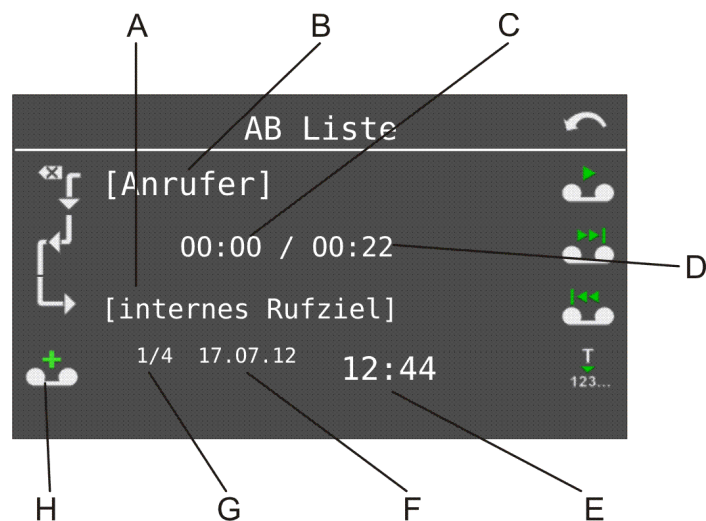 A B C
AB Liste
[Anrufer]
00:00 / 00:22
D
[internes Rufziel]
1/4 17.07.12 12:44
T
123...
H G F E